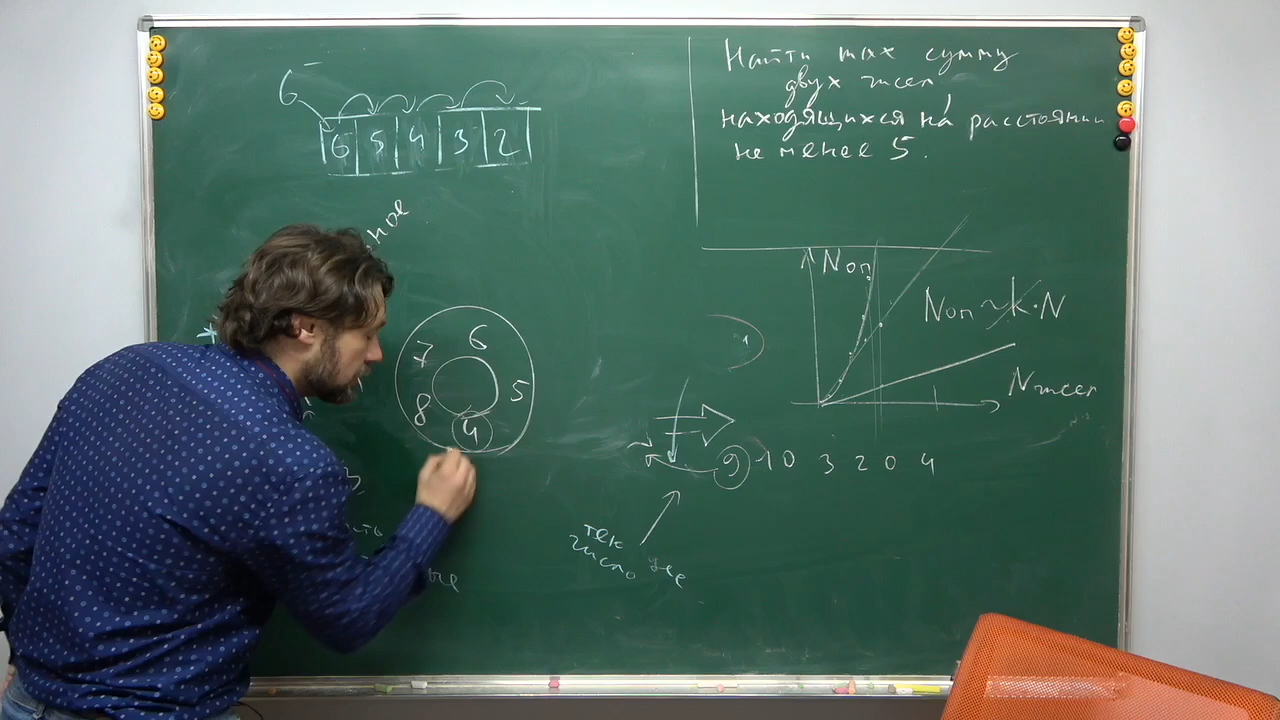 Найти max сумму
двух чисел,
находящихся на расстоянии
не менее 5.
6
6 5 4 3 2
ное
Nоп
Nоп ~ K·N
Nчисел
6
7
5
8
4
9 10 3 2 0 4
тек
число